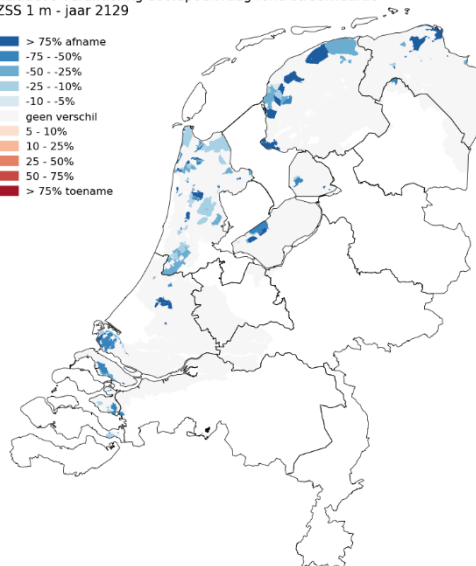 ZSS 1 m - jaar 2129
> 75% afname
-75 - -50%
-50 - -25%
-25 - -10%
-10 - -5%
geen verschil
5 - 10%
10 - 25%
25 - 50%
50 - 75%
> 75% toename